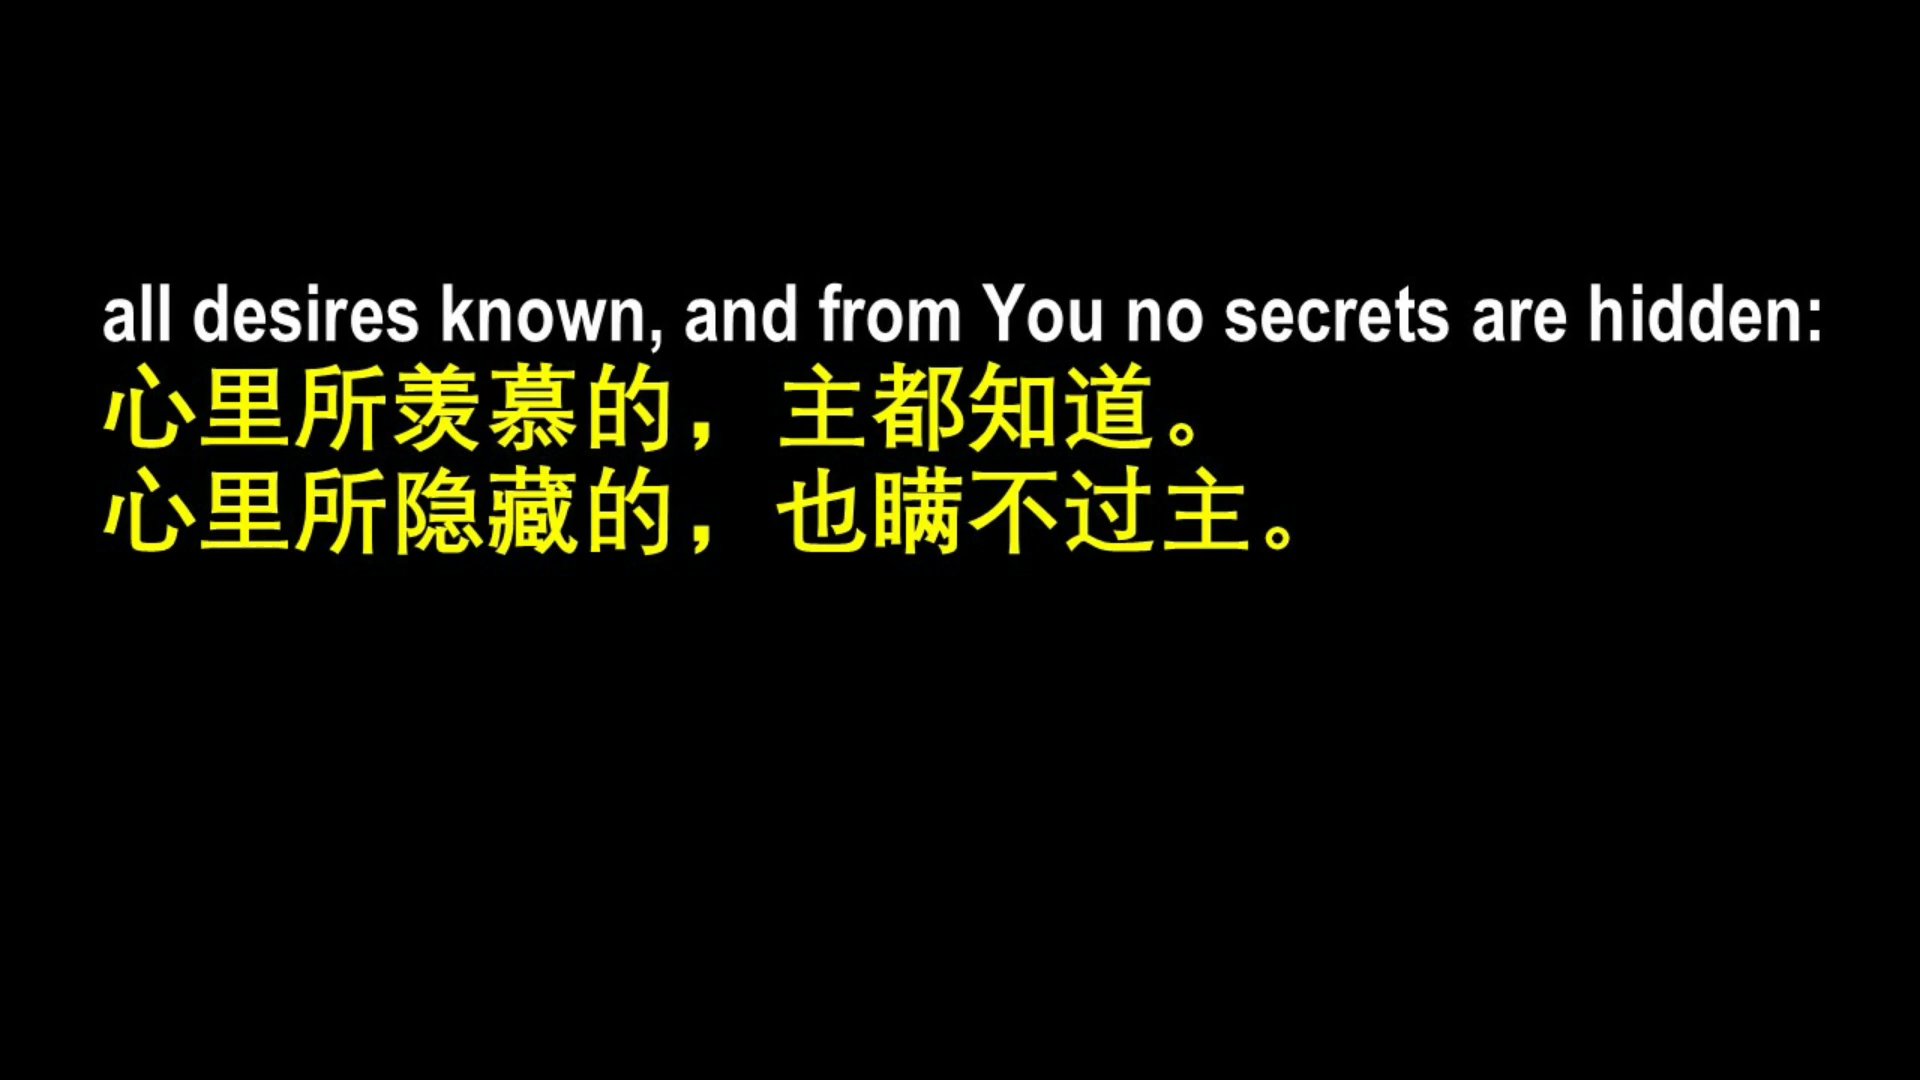 all desires known, and from You no secrets are hidden:
心里所羡慕的，主都知道。
心里所隐藏的，也瞒不过主。